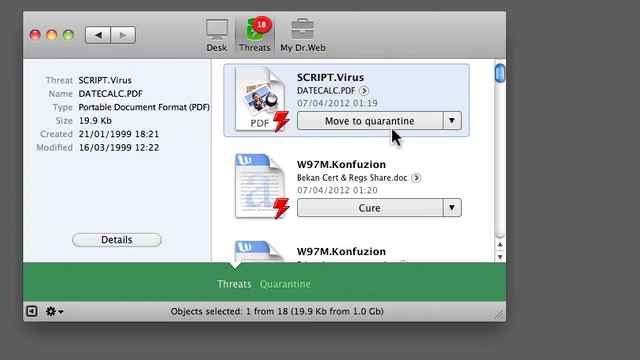 18
Desk Threats My Dr.Web
Threat SCRIPT.Virus
Name DATECALC.PDF
Type Portable Document Format (PDF)
Size 19.9 Kb
Created 21/01/1999 18:21
Modified 16/03/1999 12:22
Details
PDF
SCRIPT.Virus
DATECALC.PDF
07/04/2012 01:19
Move to quarantine
W97M.Konfuzion
Bekan Cert & Regs Share.doc
07/04/2012 01:20
Cure
W97M.Konfuzion
Threats Quarantine
Objects selected: 1 from 18 (19.9 Kb from 1.0 Gb)